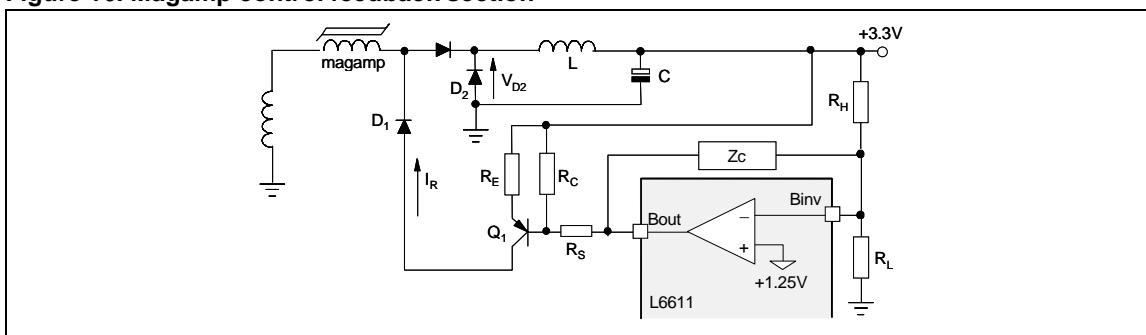 Figure 10. Magamp control feedback section
+3.3V
magamp
L
C
D2
VD2
RH
D1
Zc
RE
RC
IR
Binv
Bout
−
+
Q1
RS
RL
+1.25V
L6611